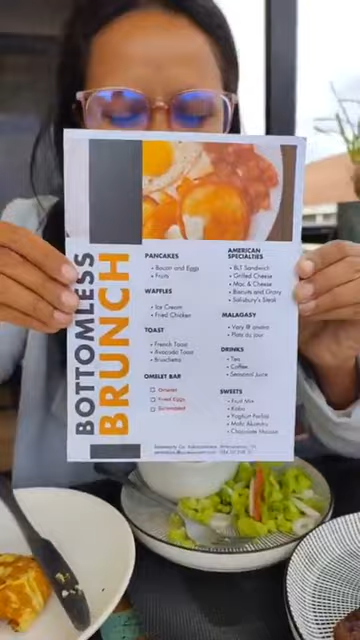 BOTTOMLESS
BRUNCH
PANCAKES
• Bacon and Eggs
• Fruits
WAFFLES
• Ice Cream
• Fried Chicken
TOAST
• French Toast
• Avocado Toast
• Bruschetta
OMELET BAR
Omelet
Fried Eggs
Scrambled
AMERICAN
SPECIALTIES
• BLT Sandwich
• Grilled Cheese
• Mac & Cheese
• Biscuits and Gravy
• Salisbury's Steak
MALAGASY
• Vary @ anana
• Plats du jour
DRINKS
• Tea
• Coffee
• Seasonal Juice
SWEETS
• Fruit Mix
• Koba
• Yoghurt Parfait
• Mofo Akondro
• Chocolate Mousse